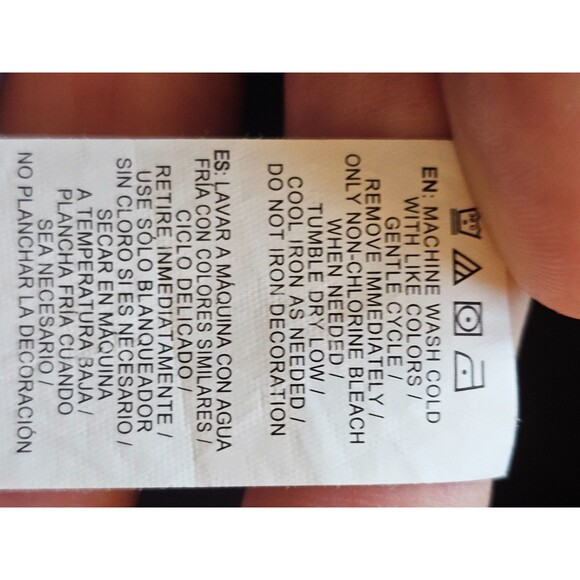 EN: MACHINE WASH COLD
WITH LIKE COLORS /
GENTLE CYCLE /
REMOVE IMMEDIATELY /
ONLY NON-CHLORINE BLEACH
WHEN NEEDED /
TUMBLE DRY LOW /
COOL IRON AS NEEDED /
DO NOT IRON DECORATION
ES: LAVAR A MÁQUINA CON AGUA
FRÍA CON COLORES SIMILARES /
CICLO DELICADO /
RETIRE INMEDIATAMENTE /
USE SÓLO BLANQUEADOR
SIN CLORO SI ES NECESARIO /
SECAR EN MÁQUINA
A TEMPERATURA BAJA /
PLANCHA FRÍA CUANDO
SEA NECESARIO /
NO PLANCHAR LA DECORACIÓN